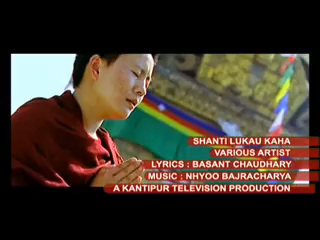 SHANTI LUKAU KAHA
VARIOUS ARTIST
LYRICS : BASANT CHAUDHARY
MUSIC : NHYOO BAJRACHARYA
A KANTIPUR TELEVISION PRODUCTION